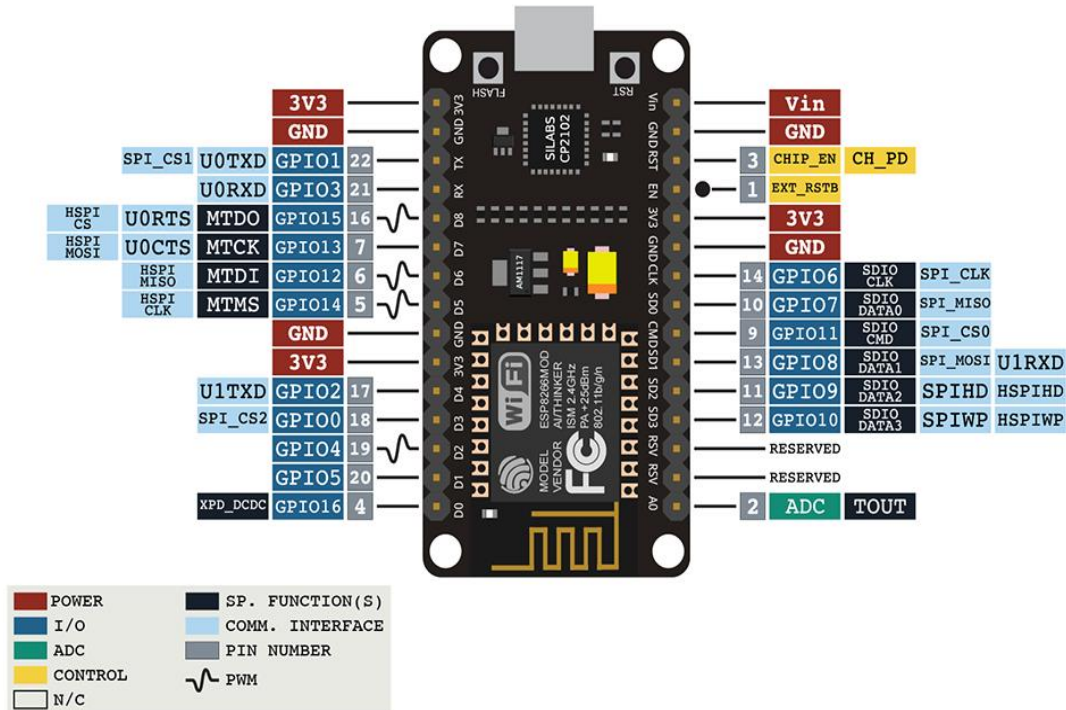 FLASH
RST
3V3 3V3 Vin Vin
GND GND GND GND
SPI_CS1 U0TXD GPIO1 22 TX RST 3 CHIP_EN CH_PD
U0RXD GPIO3 21 RX EN 1 EXT_RSTB
HSPI CS U0RTS MTDO GPIO15 16 D8 3V3 3V3
HSPI MOSI U0CTS MTCK GPIO13 7 D7 GND GND
HSPI MISO MTDI GPIO12 6 D6 CLK 14 GPIO6 SDIO CLK SPI_CLK
HSPI CLK MTMS GPIO14 5 D5 SD0 10 GPIO7 SDIO DATA0 SPI_MISO
GND GND CMD 9 GPIO11 SDIO CMD SPI_CS0
3V3 3V3 SD1 13 GPIO8 SDIO DATA1 SPI_MOSI U1RXD
U1TXD GPIO2 17 D4 SD2 11 GPIO9 SDIO DATA2 SPIHD HSPIHD
SPI_CS2 GPIO0 18 D3 SD3 12 GPIO10 SDIO DATA3 SPIWP HSPIWP
GPIO4 19 D2 RSV RESERVED
GPIO5 20 D1 RSV RESERVED
XPD_DCDC GPIO16 4 D0 A0 2 ADC TOUT
SILABS
CP2102
AM1117
WiFi
MODEL
VENDOR
ESP8266MOD
AI/THINKER
ISM 2.4GHz
PA +25dBm
802.11b/g/n
FC
POWER
I/O
ADC
CONTROL
N/C
SP. FUNCTION(S)
COMM. INTERFACE
PIN NUMBER
PWM